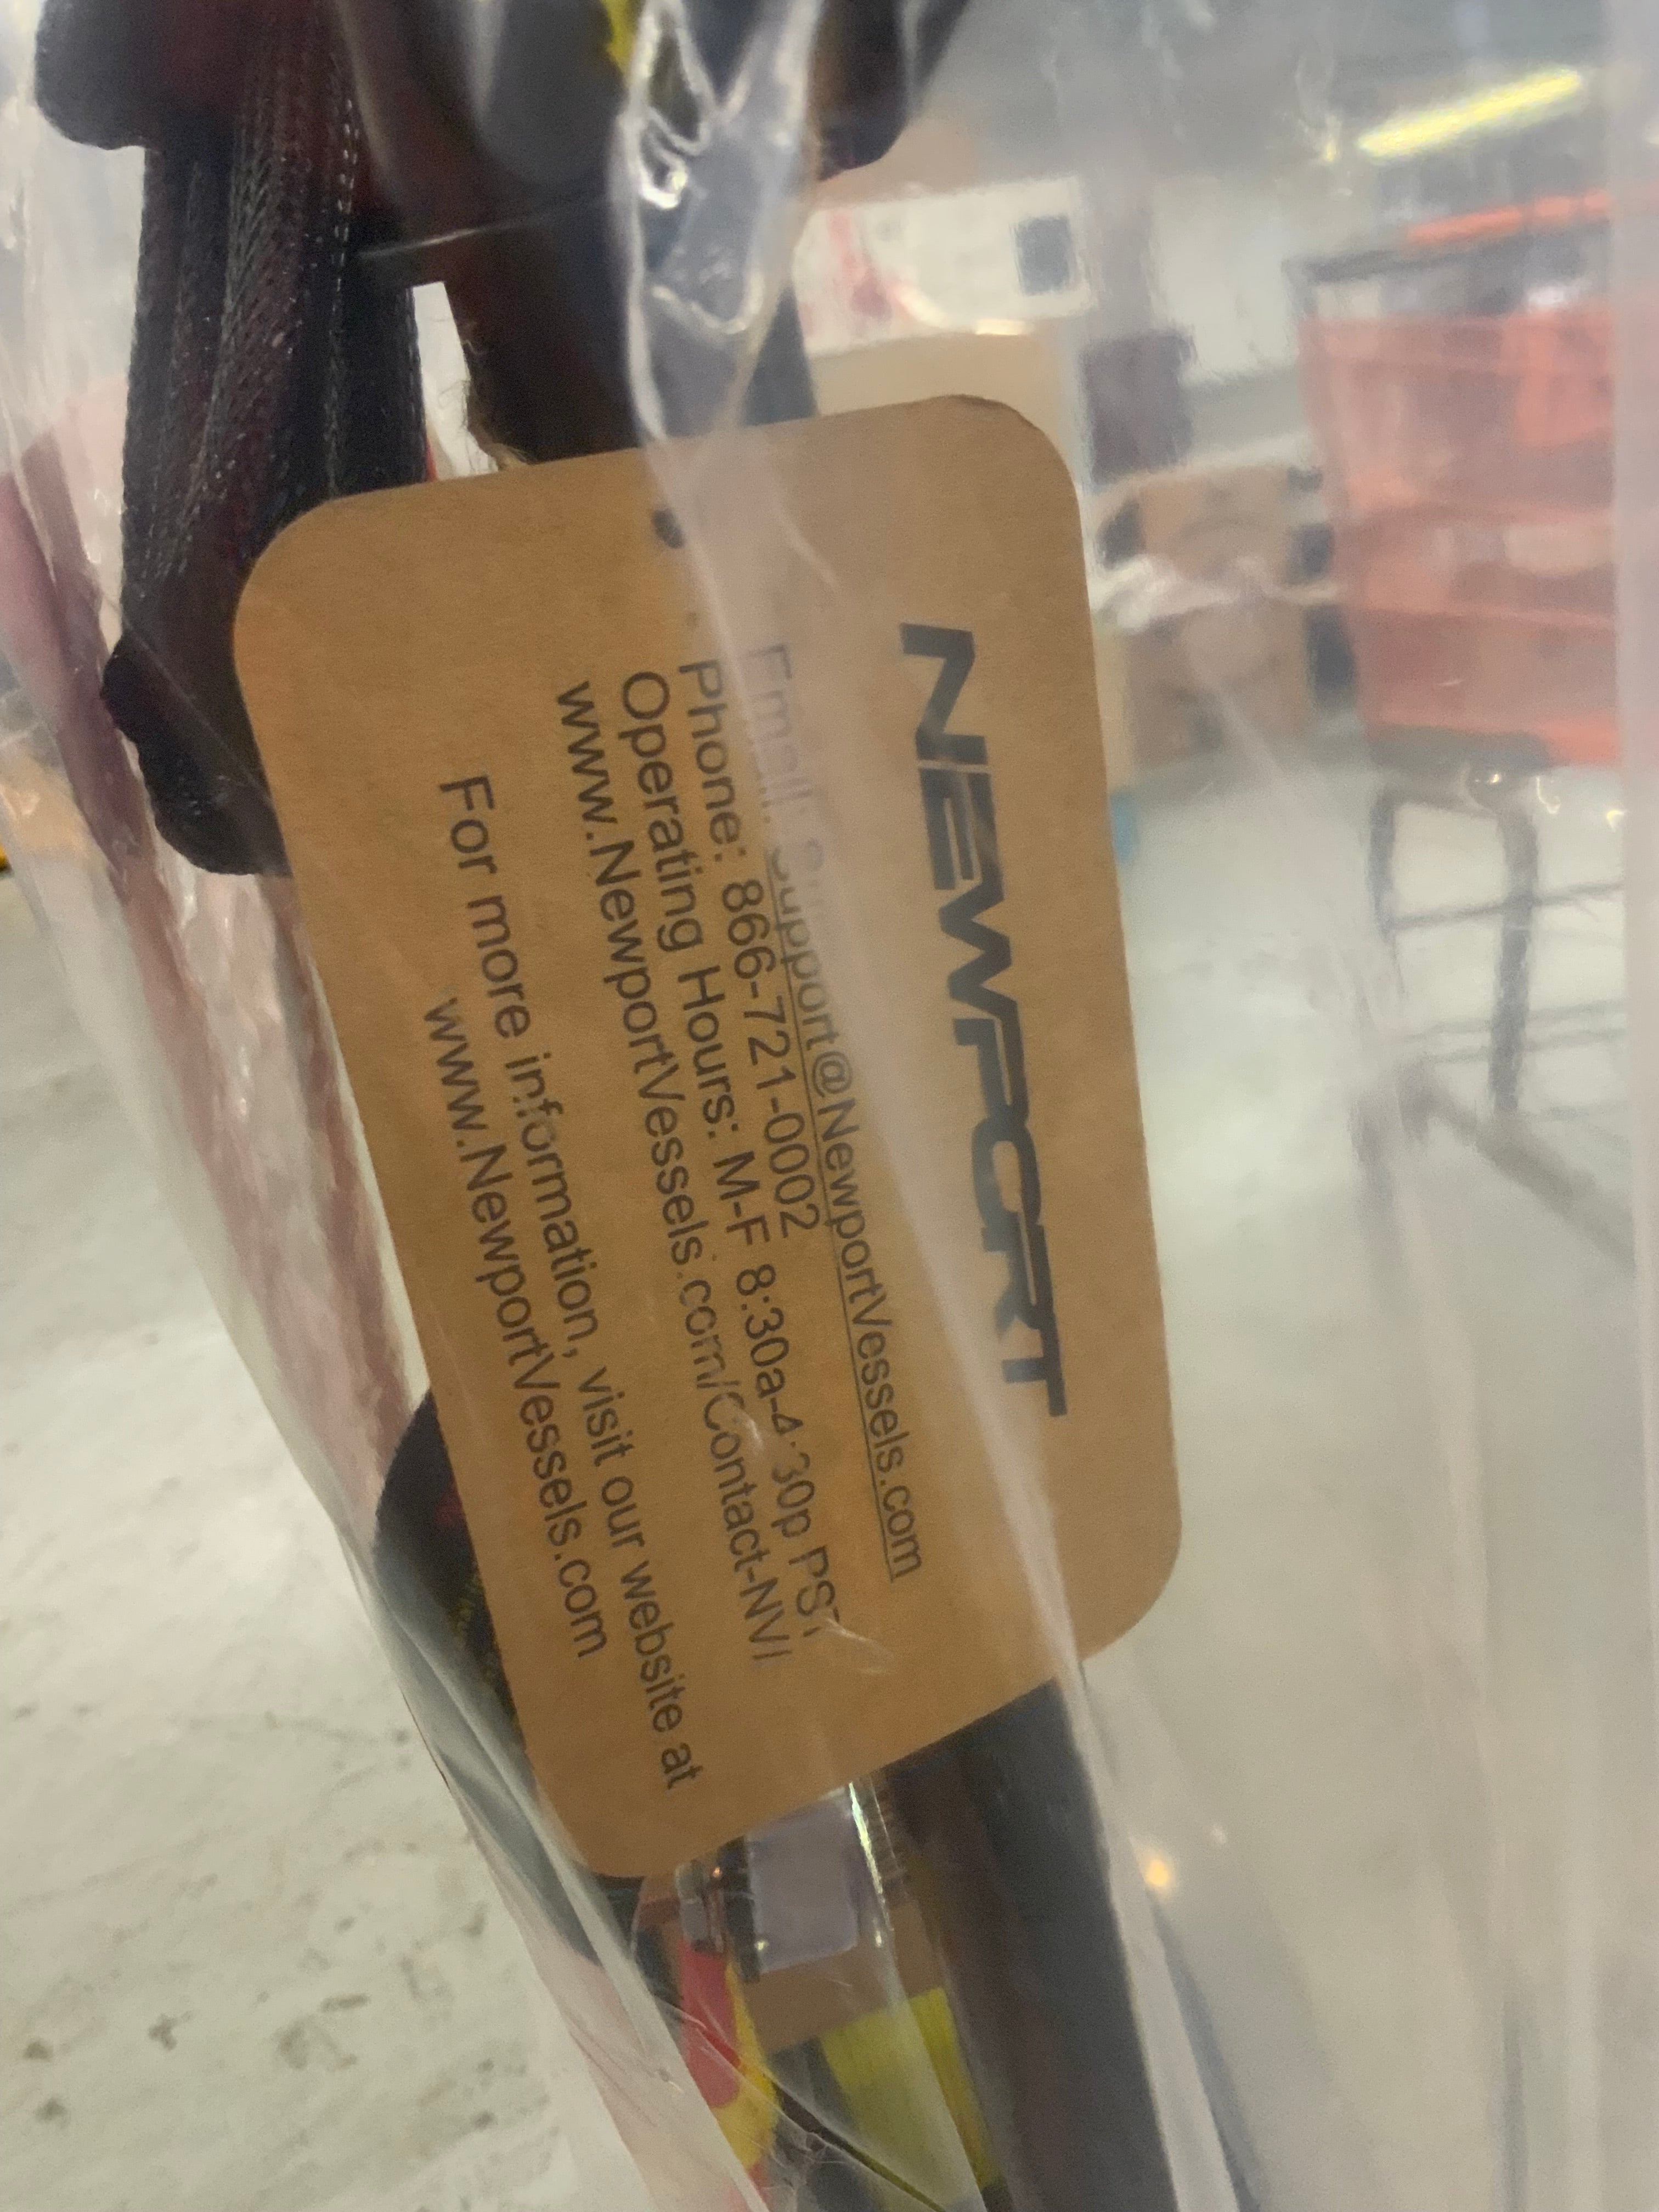 NEWPORT
Email: Support@NewportVessels.com
Phone: 866-721-0002
Operating Hours: M-F 8:30a-4:30p PST
www.NewportVessels.com/Contact-NV/
For more information, visit our website at
www.NewportVessels.com